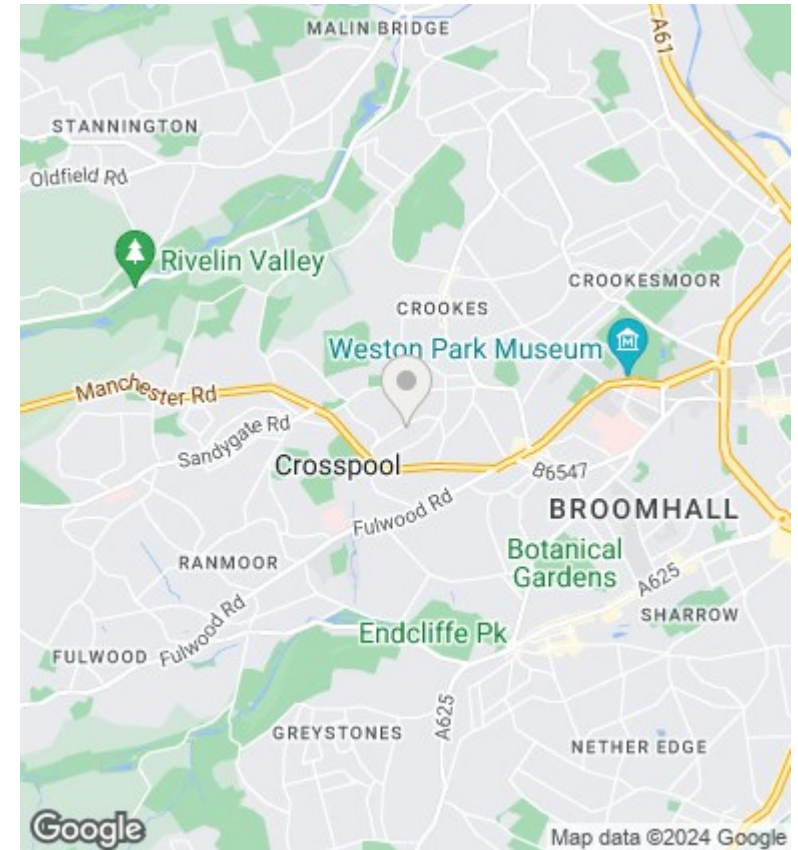 MALIN BRIDGE
A61
STANNINGTON
Oldfield Rd
Rivelin Valley
CROOKESMOOR
CROOKES
Weston Park Museum
Manchester Rd
Sandygate Rd
Crosspool
B6547
Fulwood Rd
BROOMHALL
Botanical
Gardens
RANMOOR
A625
SHARROW
Fulwood Rd
Endcliffe Pk
FULWOOD
A625
GREYSTONES
NETHER EDGE
Google
Map data ©2024 Google